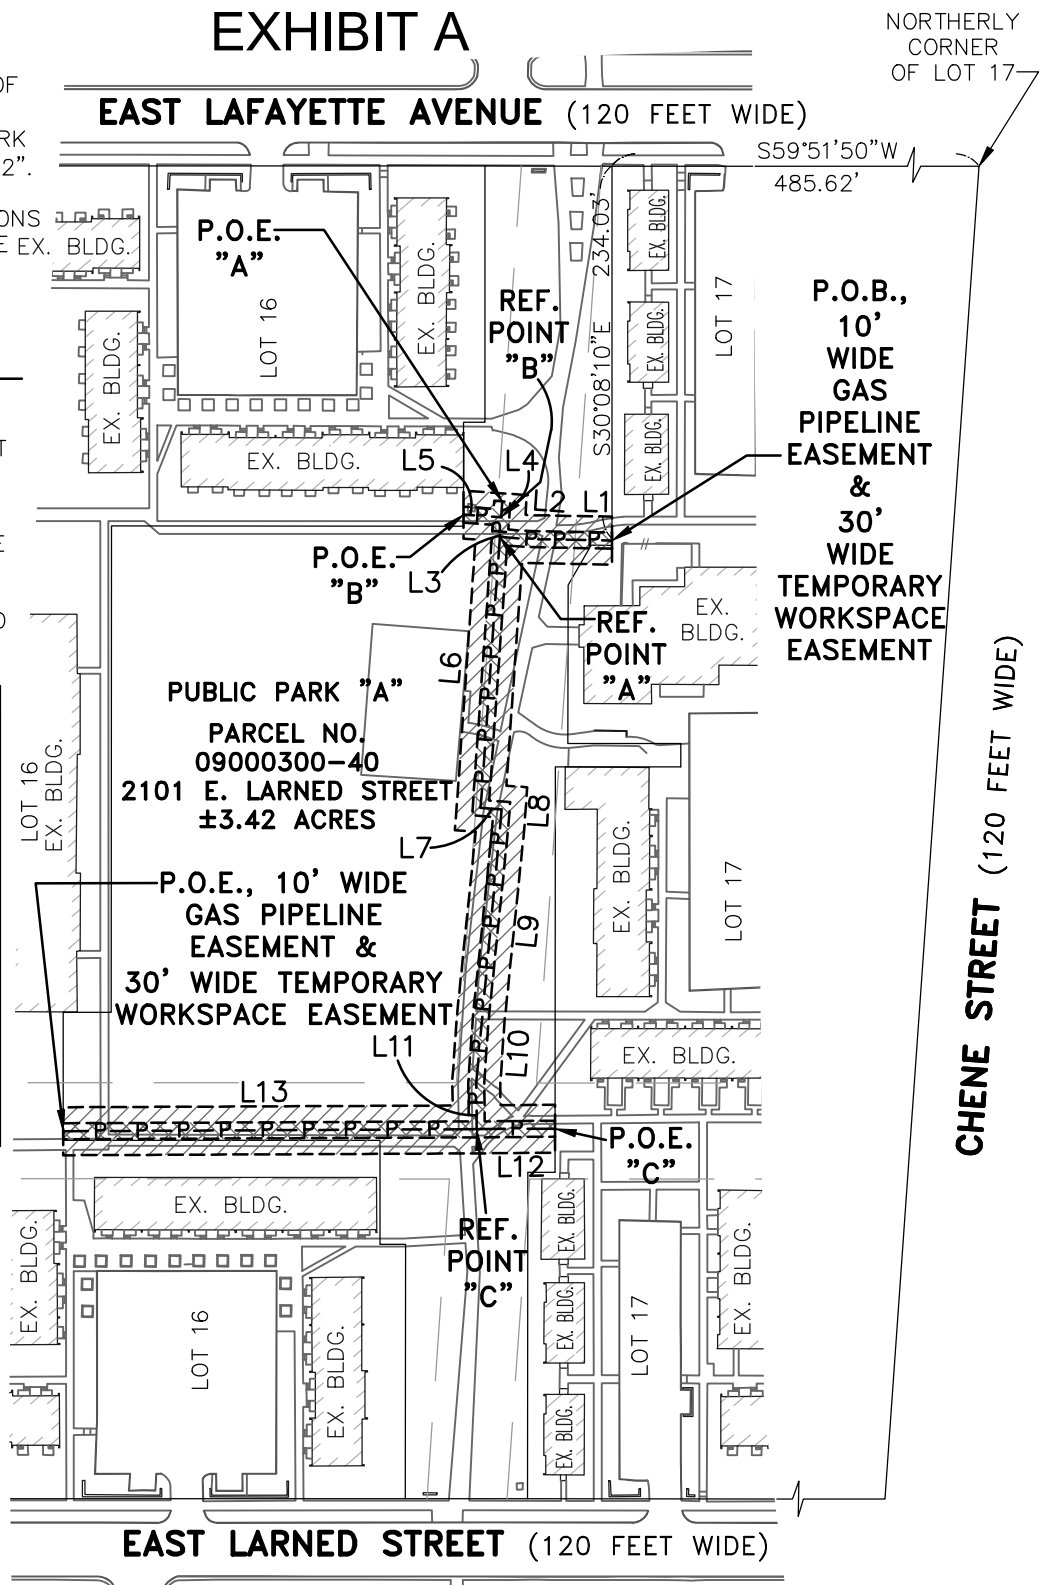 EXHIBIT A
NORTHERLY
CORNER
OF LOT 17
OF
RK
2".
ONS
E
EAST LAFAYETTE AVENUE (120 FEET WIDE)
S59°51'50"W
485.62'
EX. BLDG.
P.O.E.
"A"
EX. BLDG.
LOT 16
EX. BLDG.
REF.
POINT
"B"
234.03'
S30°08'10"E
EX. BLDG.
EX. BLDG.
EX. BLDG.
LOT 17
P.O.B.,
10'
WIDE
GAS
PIPELINE
EASEMENT
&
30'
WIDE
TEMPORARY
WORKSPACE
EASEMENT
T
EX. BLDG.
L5
L4
L2
L1
E
P.O.E.
"B"
L3
P
P
P
P
P
P
P
P
P
P
P
P
REF.
POINT
"A"
EX.
BLDG.
L6
PUBLIC PARK "A"
PARCEL NO.
09000300-40
2101 E. LARNED STREET
±3.42 ACRES
LOT 16
EX. BLDG.
L7
L8
EX. BLDG.
LOT 17
P.O.E., 10' WIDE
GAS PIPELINE
EASEMENT &
30' WIDE TEMPORARY
WORKSPACE EASEMENT
L9
P
P
P
P
P
P
P
L10
L11
L13
EX. BLDG.
CHENE STREET (120 FEET WIDE)
P
P
P
P
P
P
P
P
P
P
P.O.E.
"C"
L12
EX. BLDG.
REF.
POINT
"C"
EX. BLDG.
LOT 16
EX. BLDG.
EX. BLDG.
EX. BLDG.
EX. BLDG.
LOT 17
EX. BLDG.
EAST LARNED STREET (120 FEET WIDE)